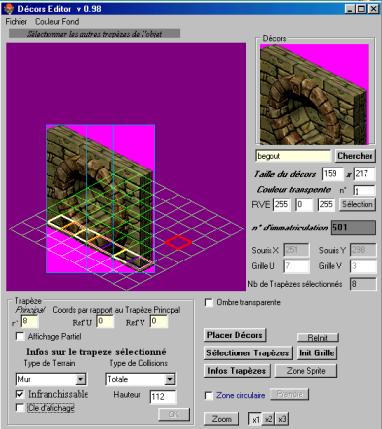 Décors Editor v 0.98
Fichier Couleur Fond
Sélectionner les autres trapèzes de l'objet
Décors
begout Chercher
Taille du décors 159 x 217
Couleur transpente n° 1
RVE 255 0 255 Sélection
n° d'immatriculation 501
Souris X 251 Souris Y 298
Grille U 7 Grille V 3
Nb de Trapèzes sélectionnés 8
Trapèze
Principal Coords par rapport au Trapèze Princpal
n° 8 Ref U 0 Ref V 0
Affichage Partiel
Infos sur le trapeze sélectionné
Type de Terrain Type de Collisions
Mur Totale
Infranchissable Hauteur 112
Cle d'afichage
OK
Ombre transparente
Placer Décors ReInit
Sélectioner Trapèzes Init Grille
Infos Trapèzes Zone Sprite
Zone circulaire Prendre
Zoom x1 x2 x3